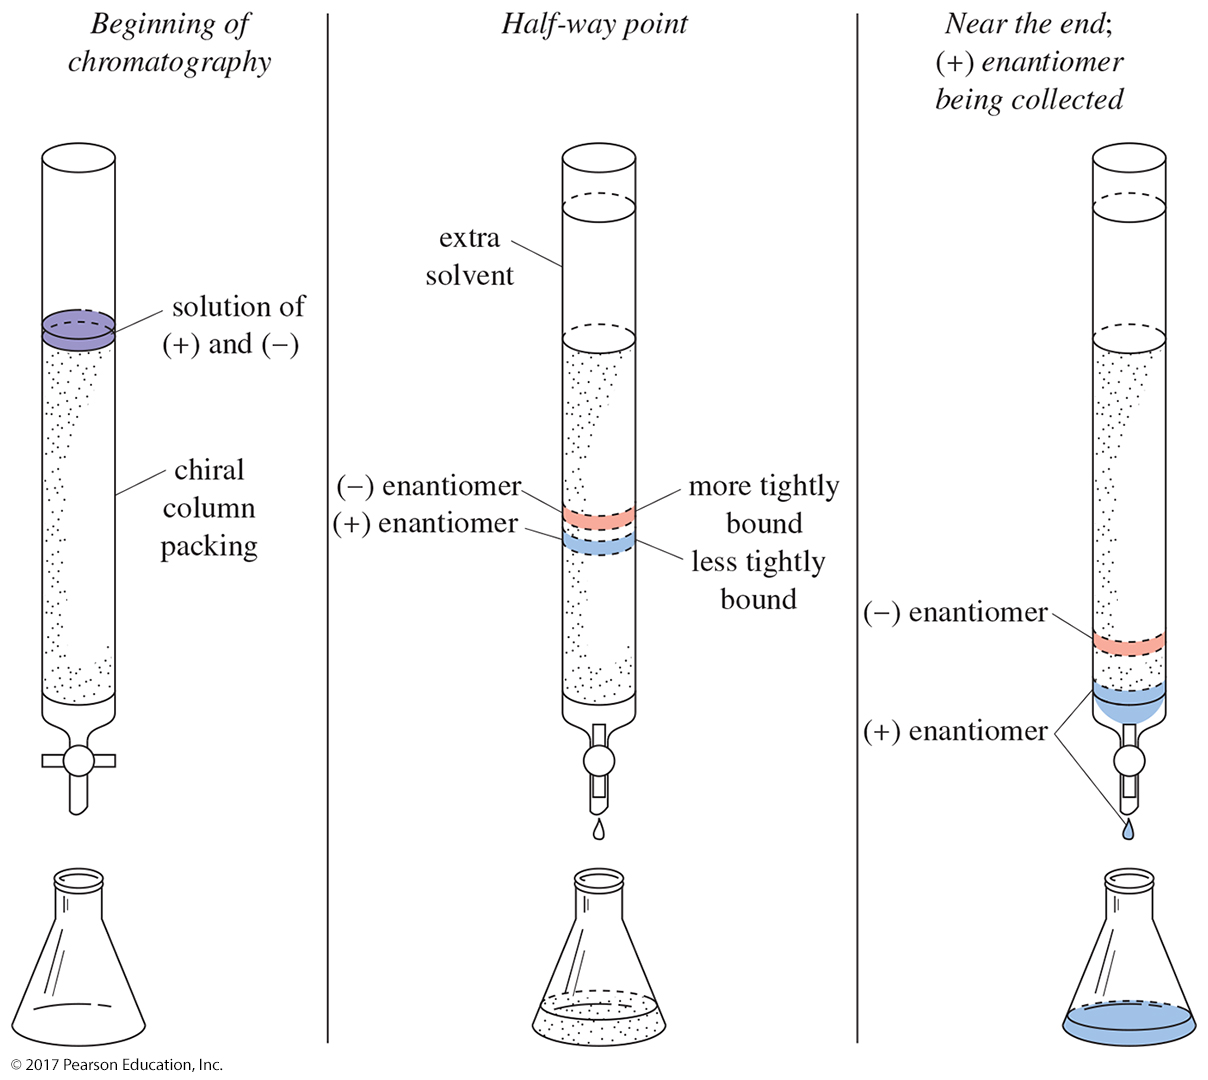 Beginning of
chromatography
solution of
(+) and (−)
chiral
column
packing
Half-way point
extra
solvent
(−) enantiomer
(+) enantiomer
more tightly
bound
less tightly
bound
Near the end;
(+) enantiomer
being collected
(−) enantiomer
(+) enantiomer
© 2017 Pearson Education, Inc.